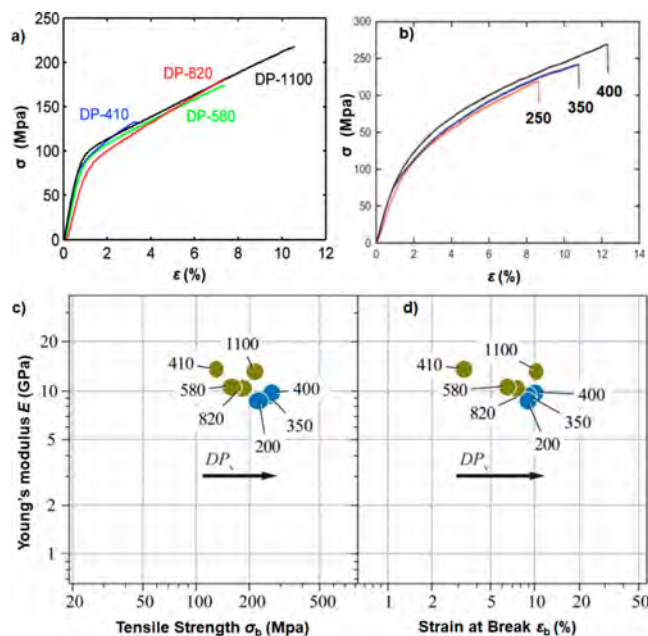 a)
250
200
150
100
50
0
σ (Mpa)
DP-410
DP-820
DP-580
DP-1100
0 2 4 6 8 10 12
ε (%)
b)
300
250
200
50
00
50
00
σ (Mpa)
250
350
400
0 2 4 6 8 10 12
ε (%)
c)
Young's modulus E (GPa)
20
10
5
2
1
410
1100
580
820
400
350
200
DPv
20 50 100 200 500
Tensile Strength σb (Mpa)
d)
410
1100
580
820
400
350
200
DPv
1 2 5 10 20 50
Strain at Break εb (%)